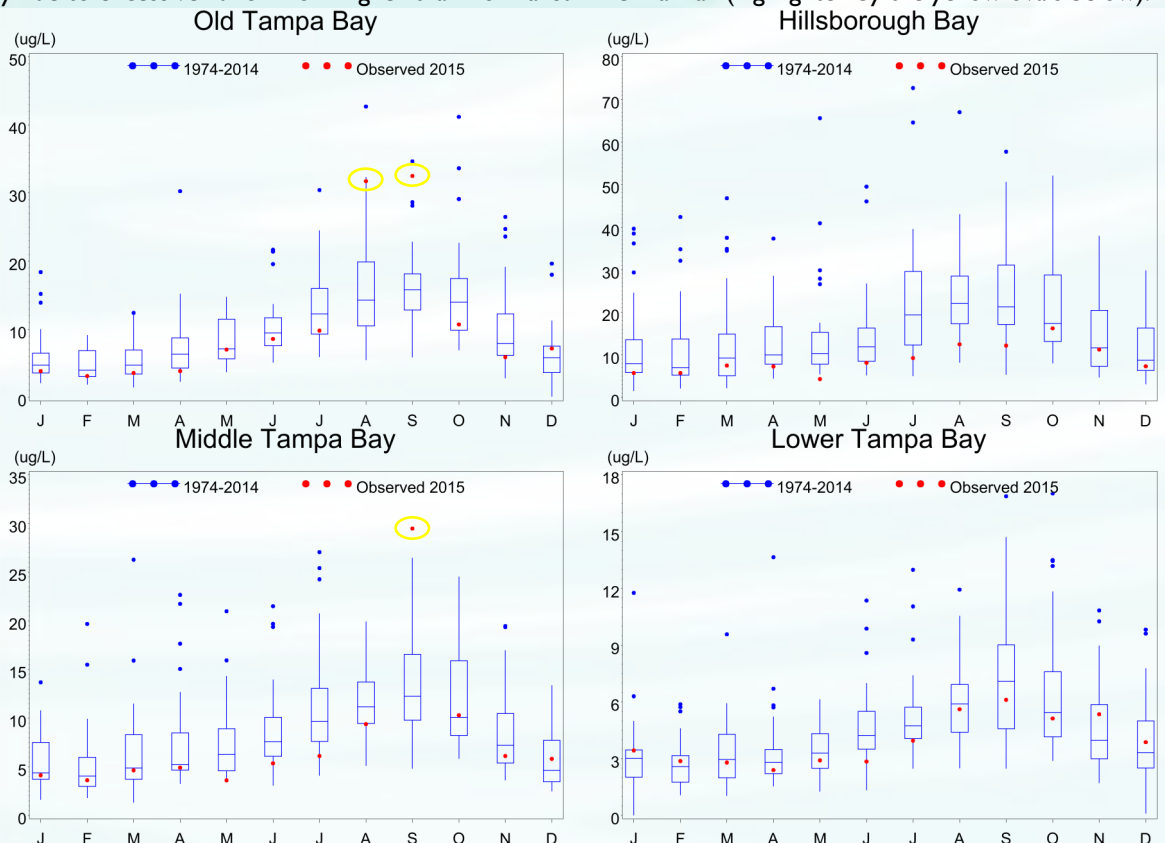 Old Tampa Bay
(ug/L)
1974-2014
Observed 2015
50
40
30
20
10
0
J F M A M J J A S O N D
Hillsborough Bay
(ug/L)
1974-2014
Observed 2015
80
70
60
50
40
30
20
10
0
J F M A M J J A S O N D
Middle Tampa Bay
(ug/L)
1974-2014
Observed 2015
35
30
25
20
15
10
5
0
J F M A M J J A S O N D
Lower Tampa Bay
(ug/L)
1974-2014
Observed 2015
18
15
12
9
6
3
0
J F M A M J J A S O N D